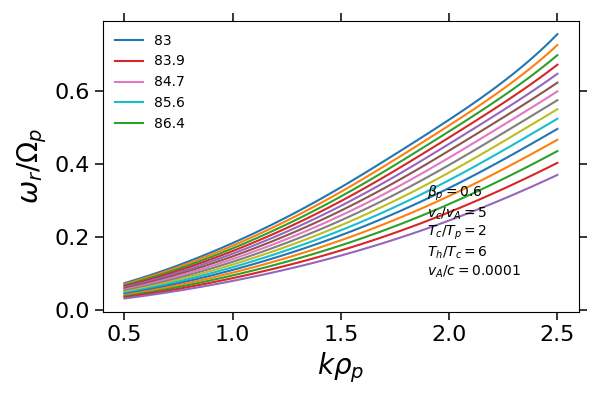 ω_r/Ω_p
0.6
0.4
0.2
0.0
83
83.9
84.7
85.6
86.4
β_p = 0.6
v_c/v_A = 5
T_c/T_p = 2
T_h/T_c = 6
v_A/c = 0.0001
0.5 1.0 1.5 2.0 2.5
kρ_p